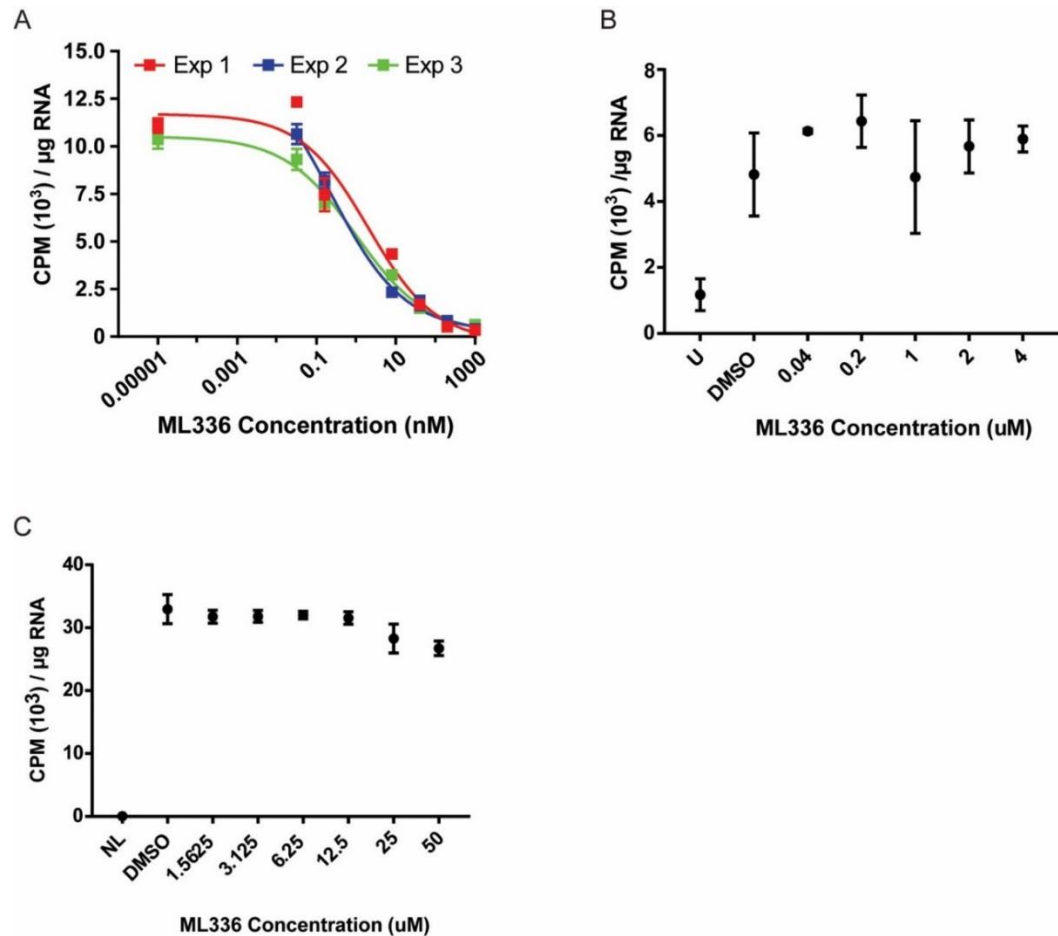 A
15.0
12.5
10.0
7.5
5.0
2.5
0
CPM (10³) / µg RNA
Exp 1 Exp 2 Exp 3
0.00001 0.001 0.1 10 1000
ML336 Concentration (nM)
B
8
6
4
2
0
CPM (10³) /µg RNA
U DMSO 0.04 0.2 1 2 4
ML336 Concentration (uM)
C
40
30
20
10
0
CPM (10³) / µg RNA
NL DMSO 1.5625 3.125 6.25 12.5 25 50
ML336 Concentration (uM)